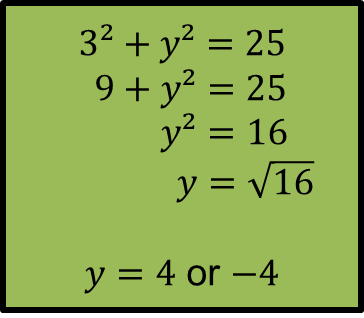 3² + y² = 25
9 + y² = 25
y² = 16
y = √16
y = 4 or −4